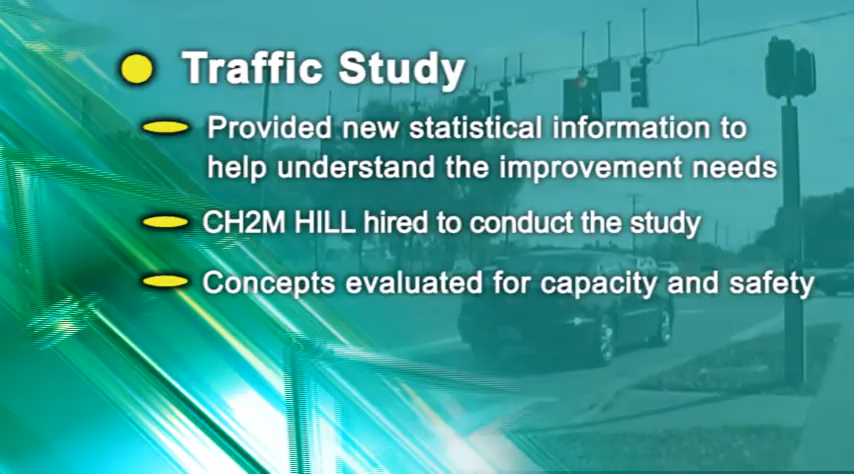 Traffic Study
Provided new statistical information to
help understand the improvement needs
CH2M HILL hired to conduct the study
Concepts evaluated for capacity and safety